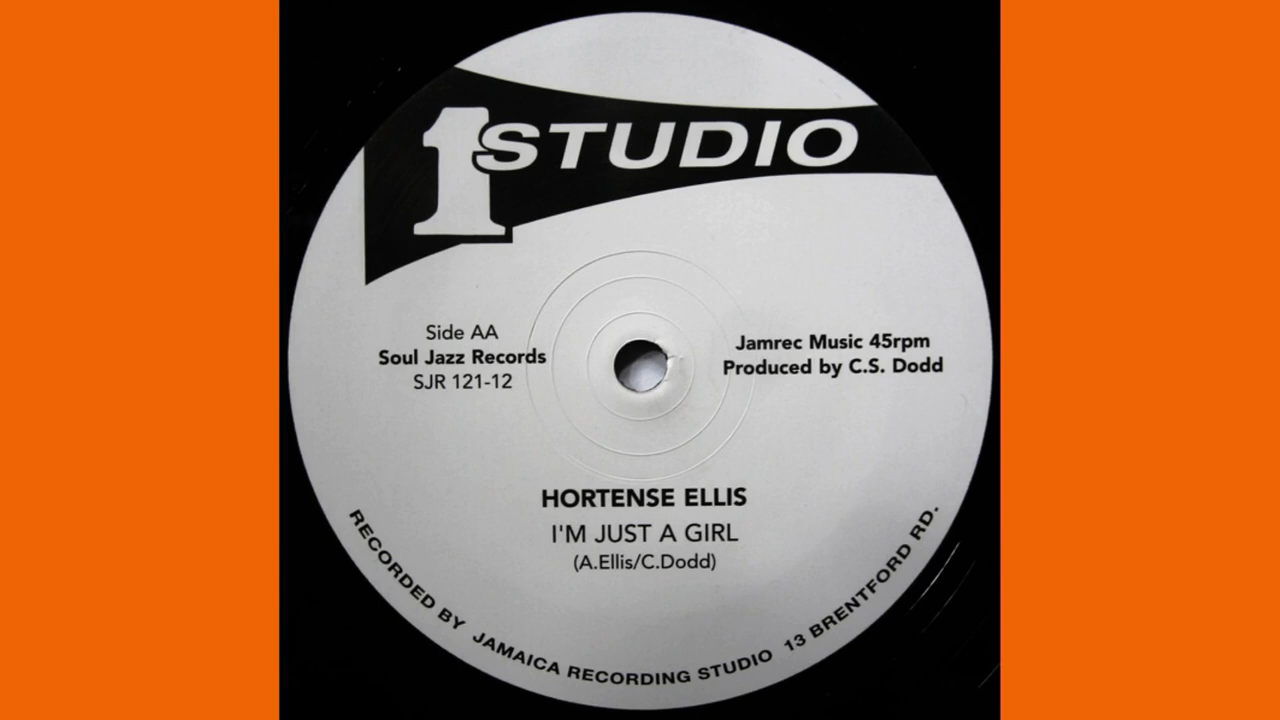 1 STUDIO
Side AA
Soul Jazz Records
SJR 121-12
Jamrec Music 45rpm
Produced by C.S. Dodd
HORTENSE ELLIS
I'M JUST A GIRL
(A.Ellis/C.Dodd)
RECORDED BY JAMAICA RECORDING STUDIO 13 BRENTFORD RD.